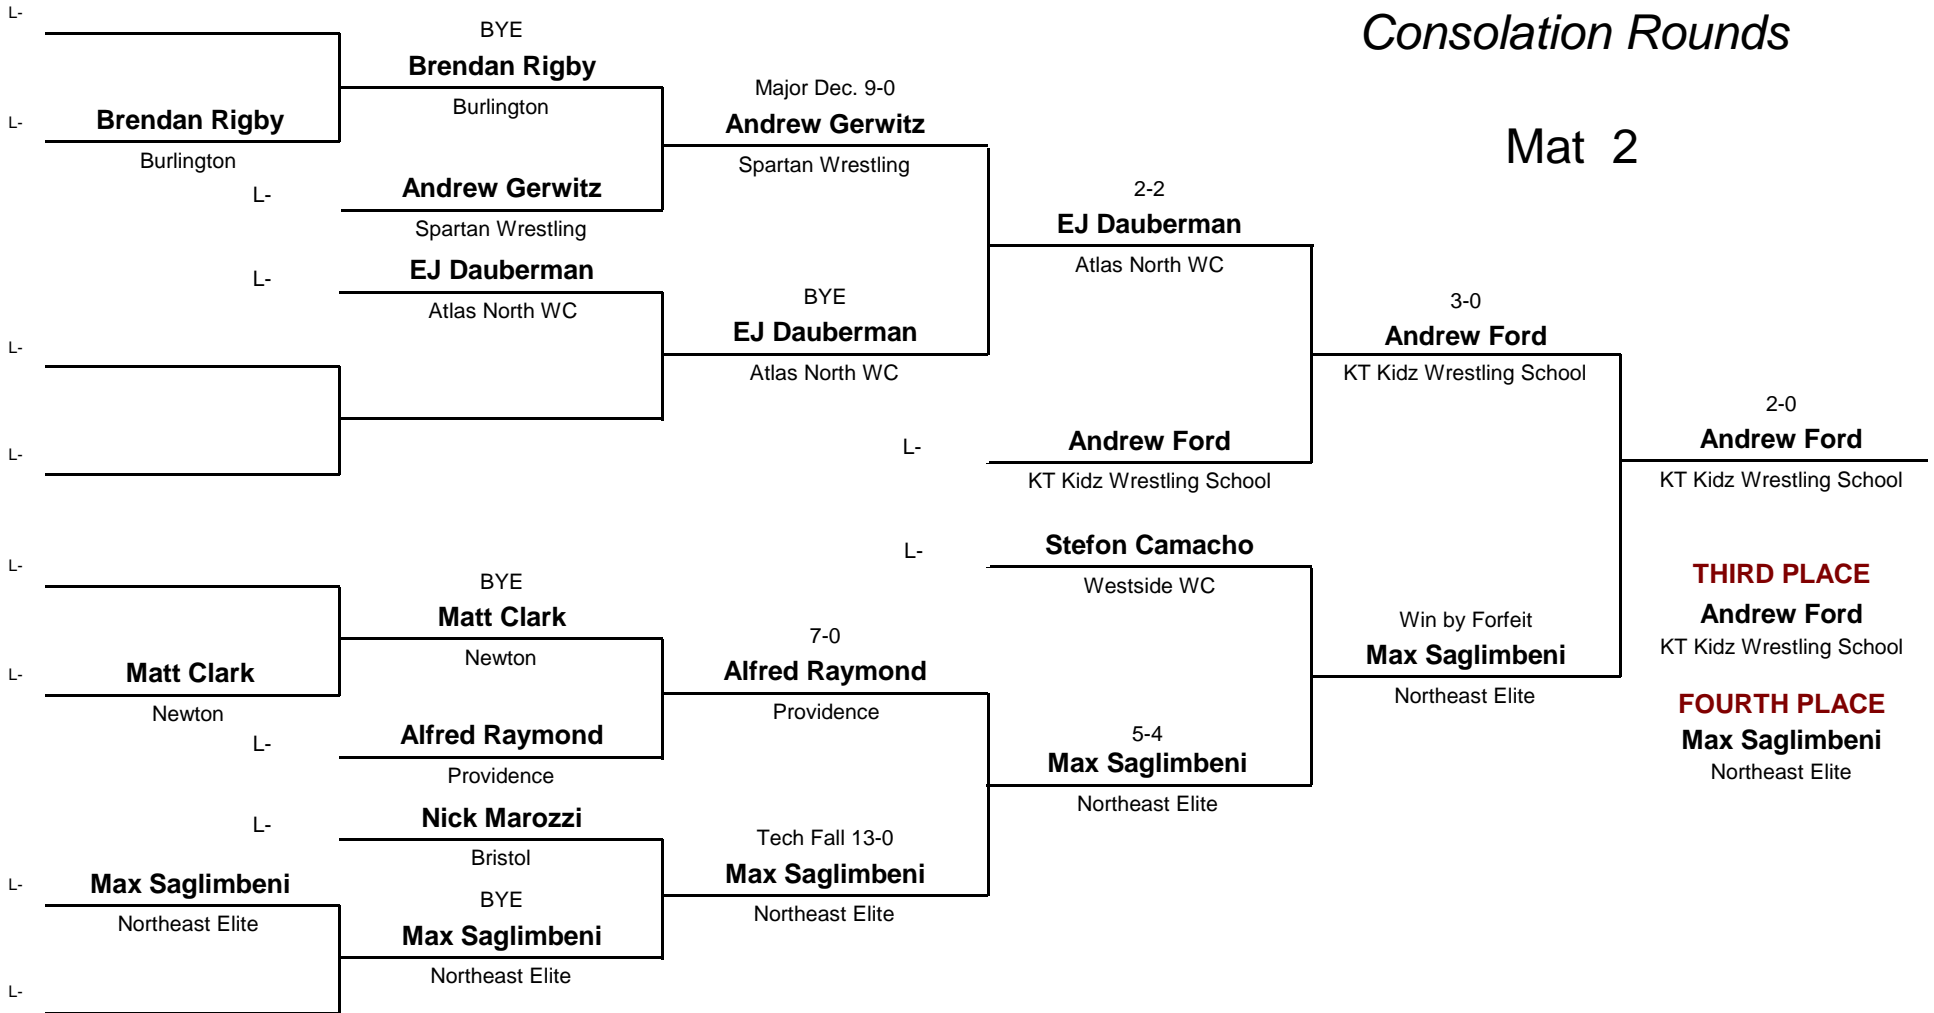 Consolation Rounds
Mat 2
L-
L-
Brendan Rigby
Burlington
L-
L-
L-
L-
Matt Clark
Newton
L-
Max Saglimbeni
Northeast Elite
L-
BYE
Brendan Rigby
Burlington
L-
Andrew Gerwitz
Spartan Wrestling
L-
EJ Dauberman
Atlas North WC
BYE
Matt Clark
Newton
L-
Alfred Raymond
Providence
L-
Nick Marozzi
Bristol
BYE
Max Saglimbeni
Northeast Elite
Major Dec. 9-0
Andrew Gerwitz
Spartan Wrestling
BYE
EJ Dauberman
Atlas North WC
7-0
Alfred Raymond
Providence
Tech Fall 13-0
Max Saglimbeni
Northeast Elite
2-2
EJ Dauberman
Atlas North WC
L-
Andrew Ford
KT Kidz Wrestling School
L-
Stefon Camacho
Westside WC
5-4
Max Saglimbeni
Northeast Elite
3-0
Andrew Ford
KT Kidz Wrestling School
Win by Forfeit
Max Saglimbeni
Northeast Elite
2-0
Andrew Ford
KT Kidz Wrestling School
THIRD PLACE
Andrew Ford
KT Kidz Wrestling School
FOURTH PLACE
Max Saglimbeni
Northeast Elite